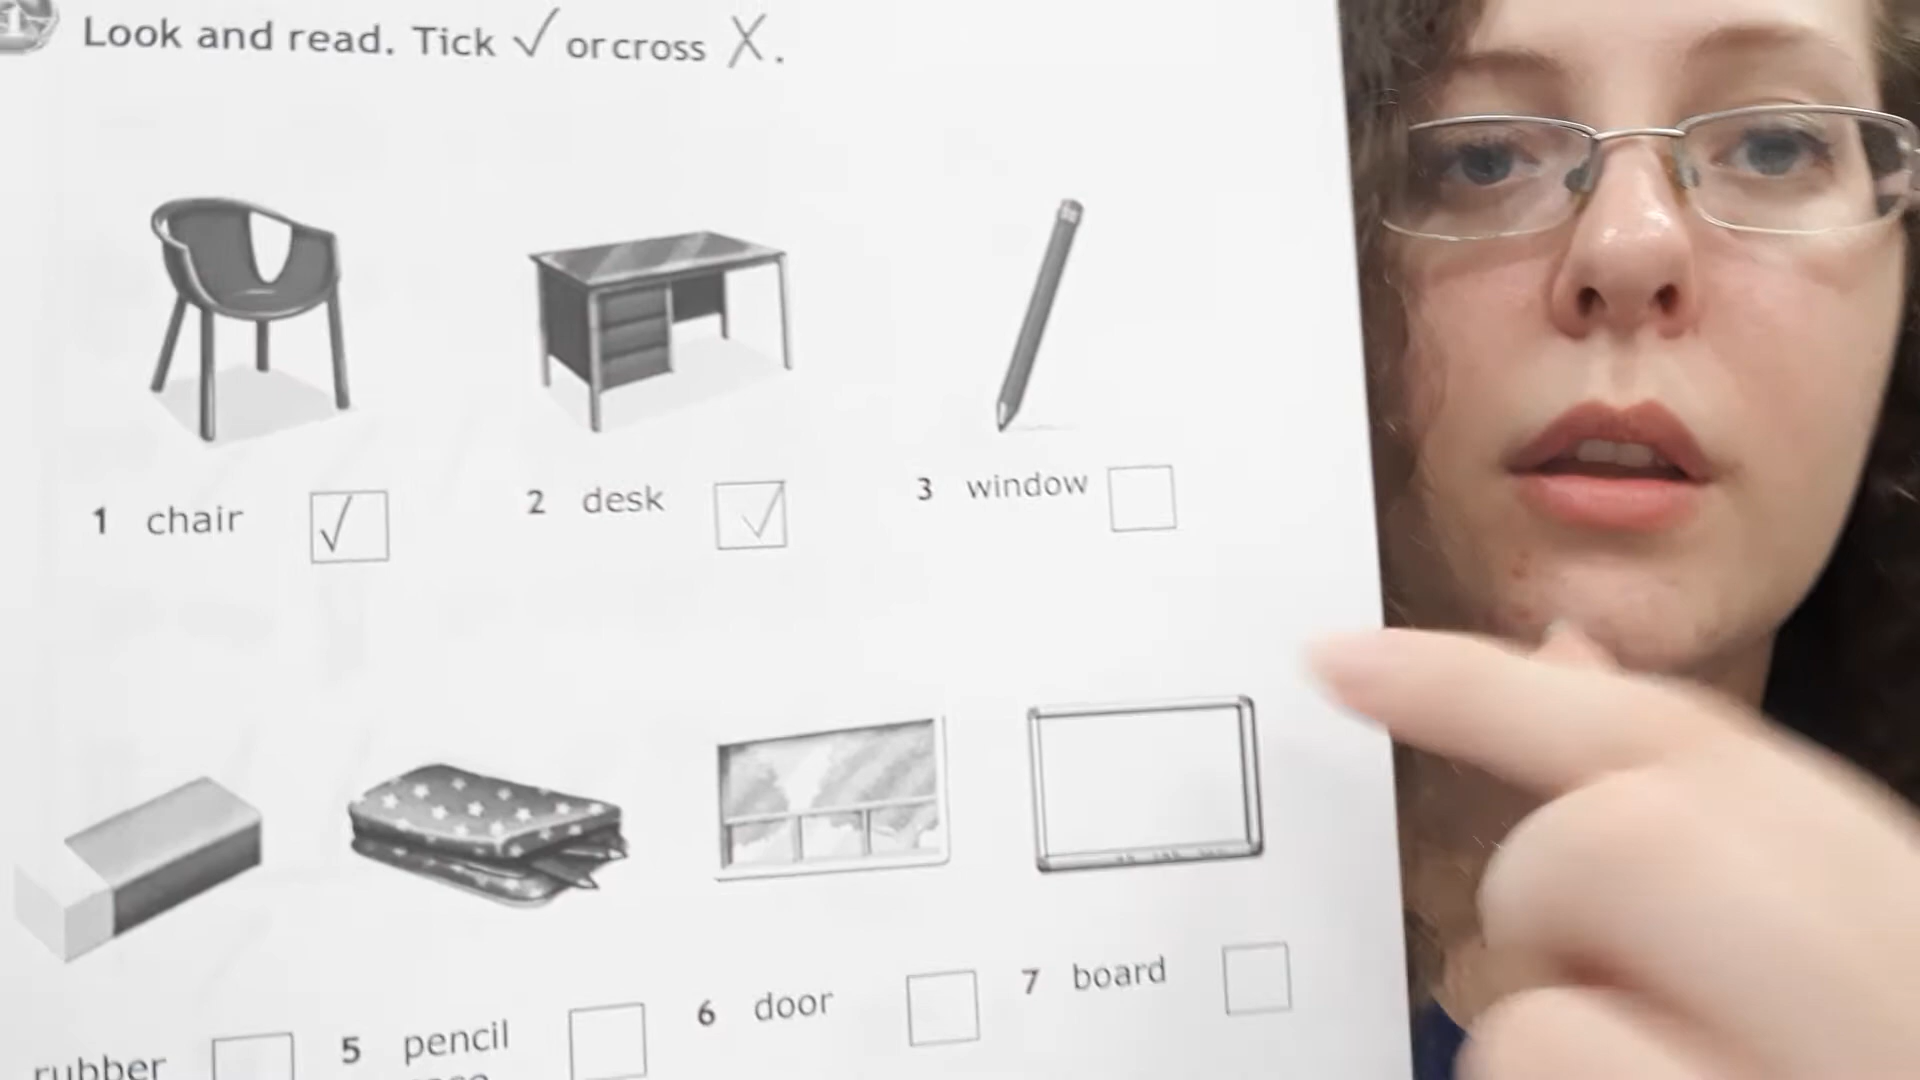 1 Look and read. Tick ✓ or cross X.
1 chair ✓
2 desk ✓
3 window
rubber
5 pencil
6 door
7 board